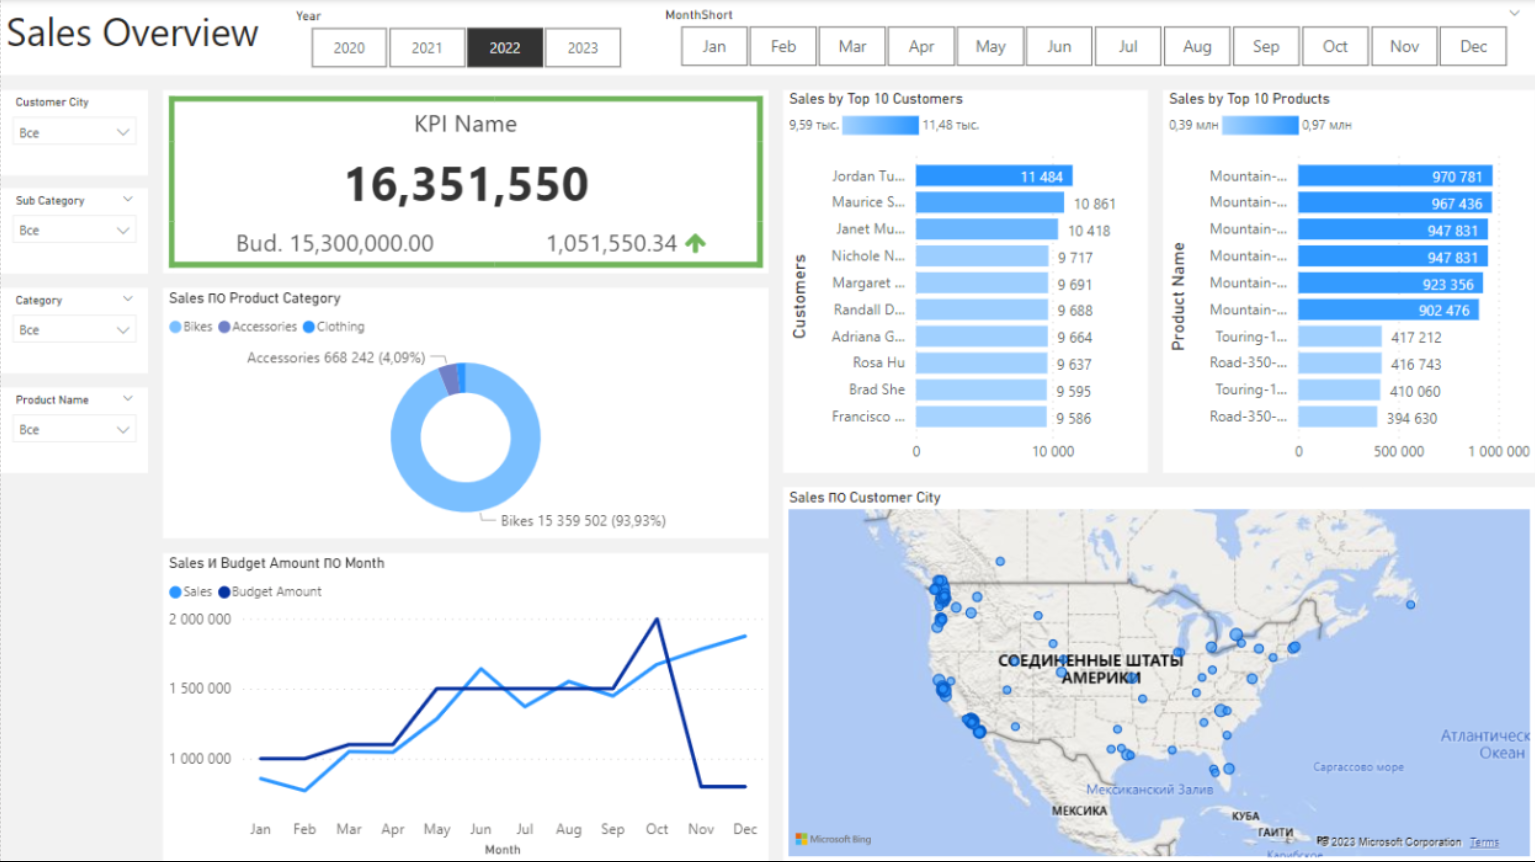 Sales Overview
Year
2020 2021 2022 2023
MonthShort
Jan Feb Mar Apr May Jun Jul Aug Sep Oct Nov Dec
Customer City
Все
Sub Category
Все
Category
Все
Product Name
Все
KPI Name
16,351,550
Bud. 15,300,000.00 1,051,550.34
Sales по Product Category
Bikes Accessories Clothing
Accessories 668 242 (4,09%)
Bikes 15 359 502 (93,93%)
Sales и Budget Amount по Month
Sales Budget Amount
2 000 000
1 500 000
1 000 000
Jan Feb Mar Apr May Jun Jul Aug Sep Oct Nov Dec
Month
Sales by Top 10 Customers
9,59 тыс. 11,48 тыс.
Customers
Jordan Tu... 11 484
Maurice S... 10 861
Janet Mu... 10 418
Nichole N... 9 717
Margaret ... 9 691
Randall D... 9 688
Adriana G... 9 664
Rosa Hu 9 637
Brad She 9 595
Francisco ... 9 586
0 10 000
Sales by Top 10 Products
0,39 млн 0,97 млн
Product Name
Mountain-... 970 781
Mountain-... 967 436
Mountain-... 947 831
Mountain-... 947 831
Mountain-... 923 356
Mountain-... 902 476
Touring-1... 417 212
Road-350-... 416 743
Touring-1... 410 060
Road-350-... 394 630
0 500 000 1 000 000
Sales по Customer City
СОЕДИНЕННЫЕ ШТАТЫ
АМЕРИКИ
Атлантическ
Океан
Саргассово море
Мексиканский Залив
МЕКСИКА
КУБА
ГАИТИ
Microsoft Bing
© 2023 Microsoft Corporation Terms
Карибское